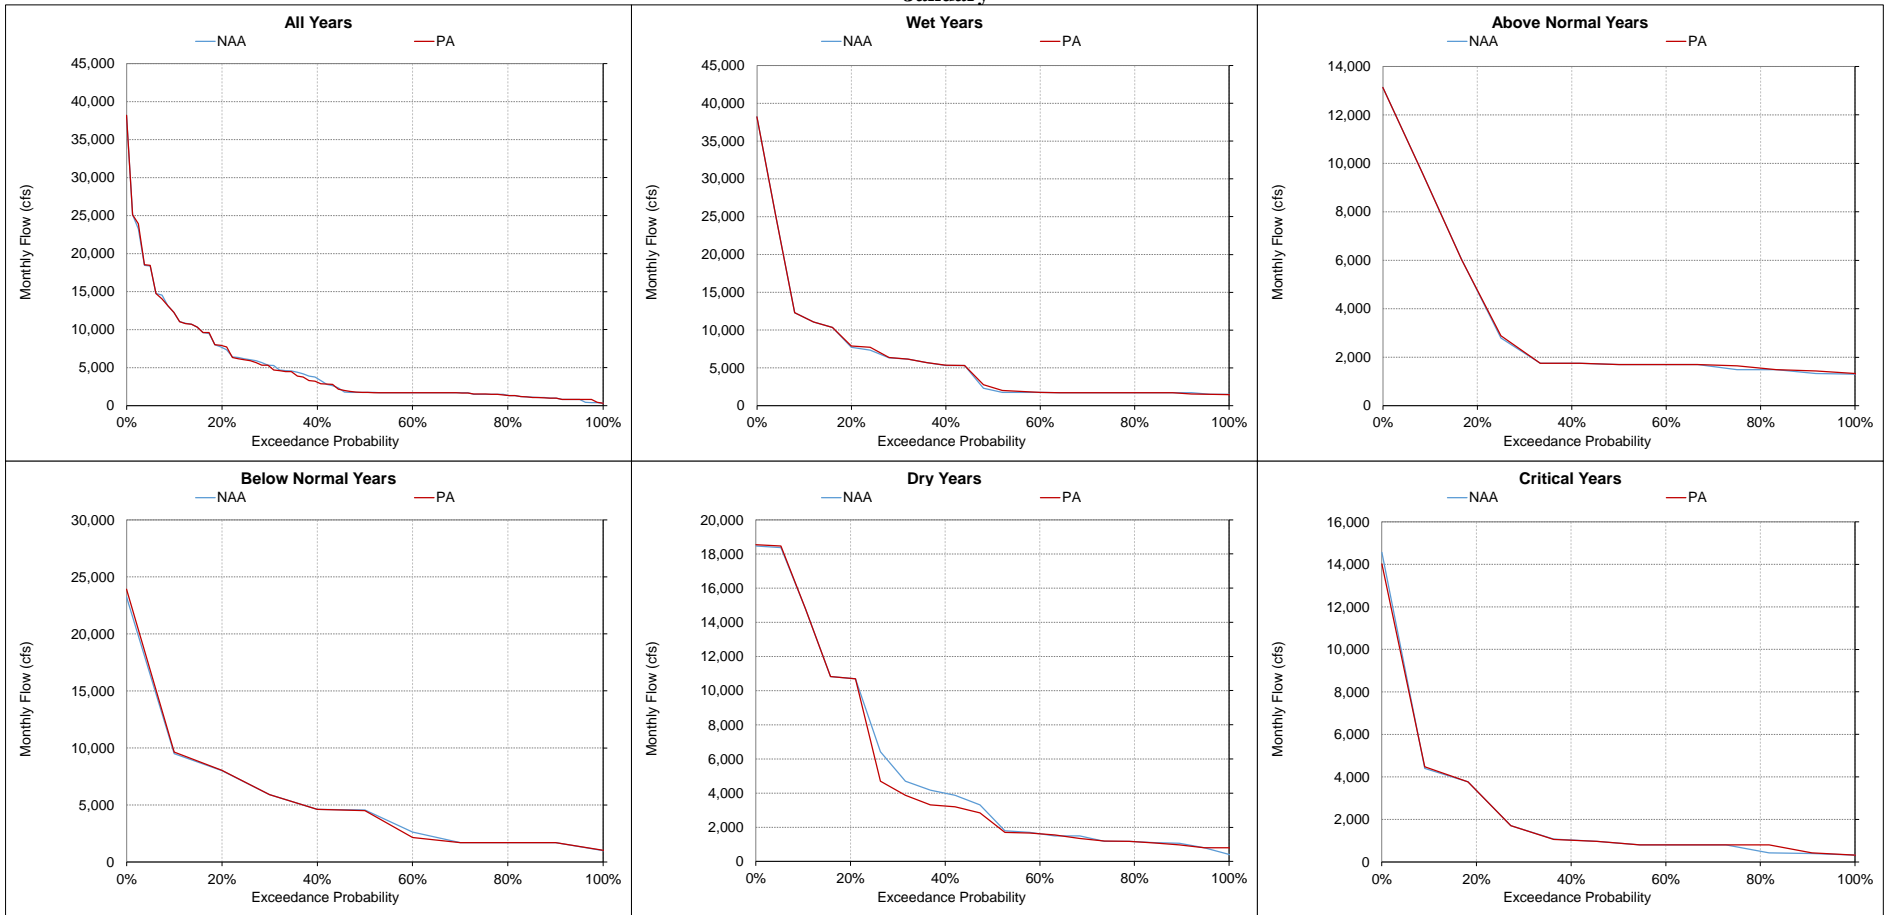 All Years
NAA PA
45,000
40,000
35,000
30,000
25,000
20,000
15,000
10,000
5,000
0
Monthly Flow (cfs)
0% 20% 40% 60% 80% 100%
Exceedance Probability
Wet Years
NAA PA
45,000
40,000
35,000
30,000
25,000
20,000
15,000
10,000
5,000
0
Monthly Flow (cfs)
0% 20% 40% 60% 80% 100%
Exceedance Probability
Above Normal Years
NAA PA
14,000
12,000
10,000
8,000
6,000
4,000
2,000
0
Monthly Flow (cfs)
0% 20% 40% 60% 80% 100%
Exceedance Probability
Below Normal Years
NAA PA
30,000
25,000
20,000
15,000
10,000
5,000
0
Monthly Flow (cfs)
0% 20% 40% 60% 80% 100%
Exceedance Probability
Dry Years
NAA PA
20,000
18,000
16,000
14,000
12,000
10,000
8,000
6,000
4,000
2,000
0
Monthly Flow (cfs)
0% 20% 40% 60% 80% 100%
Exceedance Probability
Critical Years
NAA PA
16,000
14,000
12,000
10,000
8,000
6,000
4,000
2,000
0
Monthly Flow (cfs)
0% 20% 40% 60% 80% 100%
Exceedance Probability